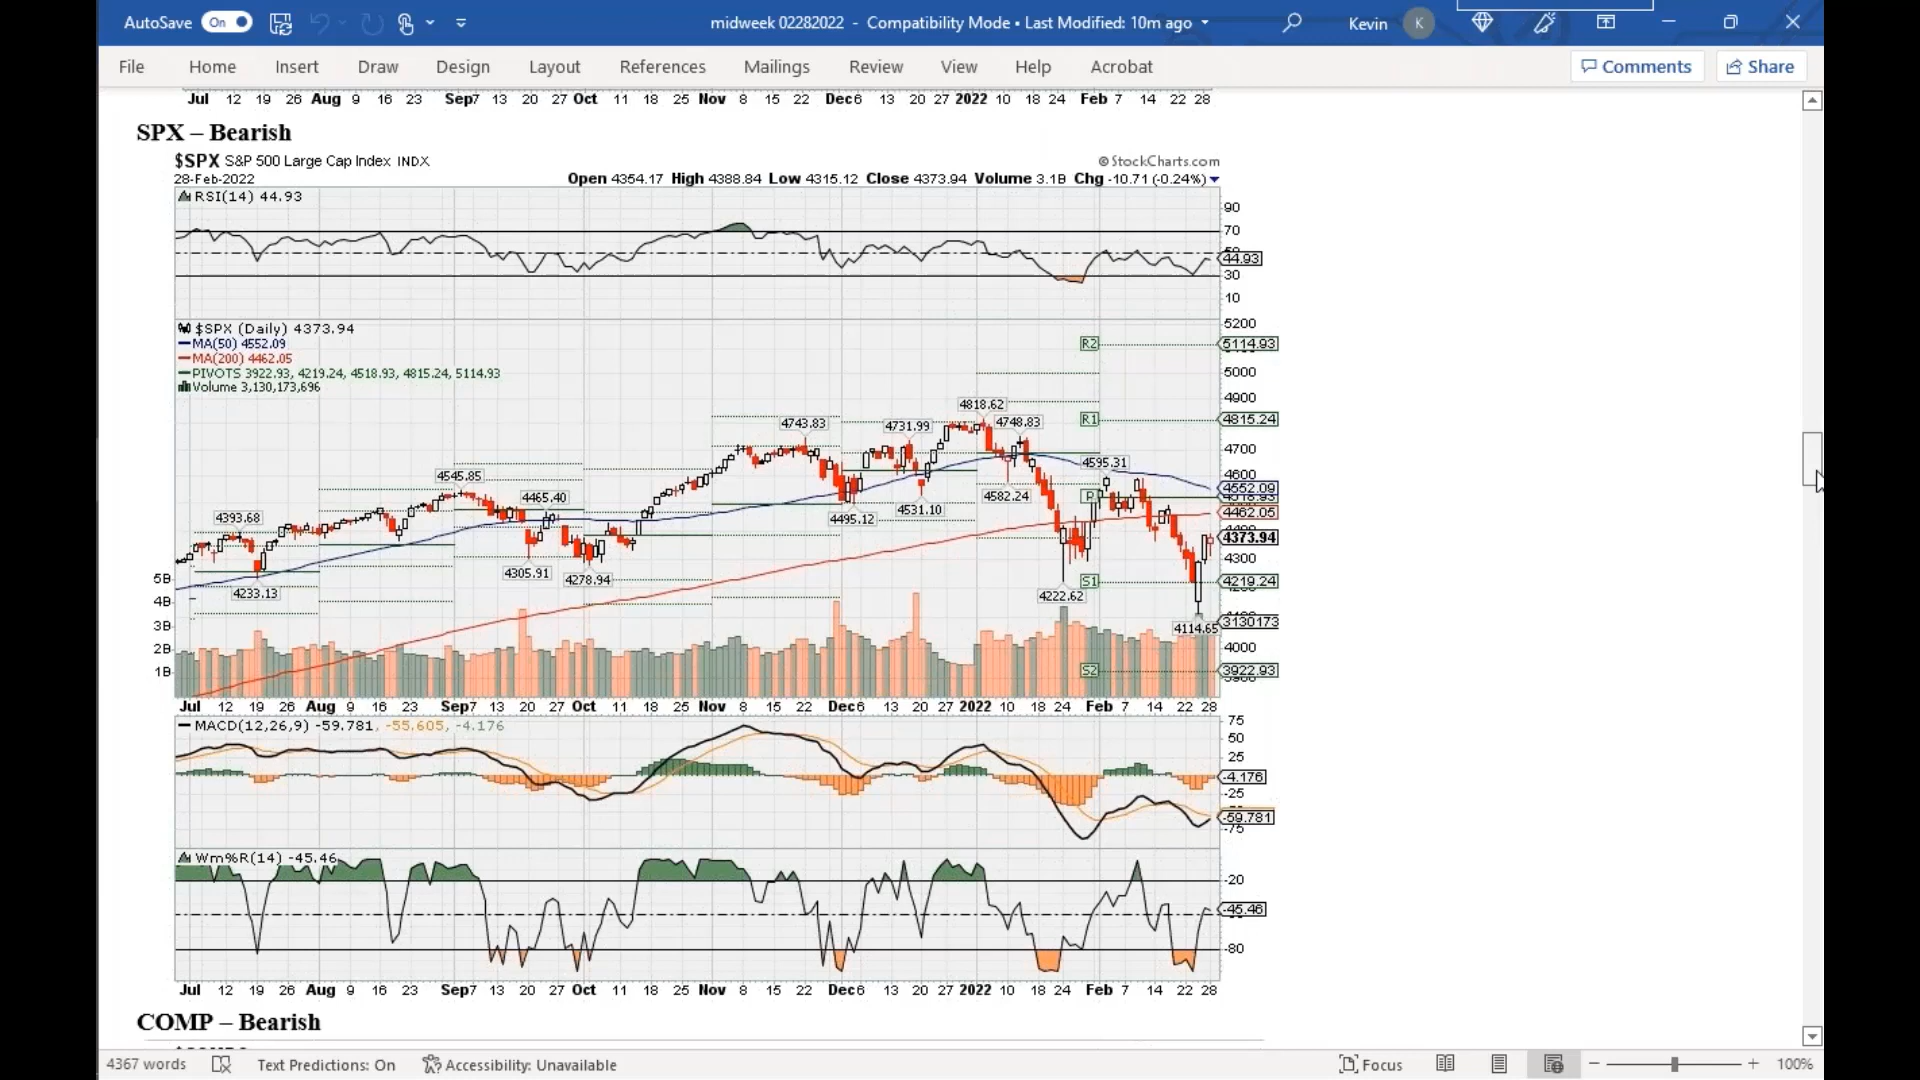 AutoSave On midweek 02282022 - Compatibility Mode • Last Modified: 10m ago Kevin K
File Home Insert Draw Design Layout References Mailings Review View Help Acrobat Comments Share
Jul 12 19 26 Aug 9 16 23 Sep7 13 20 27 Oct 11 18 25 Nov 8 15 22 Dec6 13 20 27 2022 10 18 24 Feb 7 14 22 28
SPX – Bearish
$SPX S&P 500 Large Cap Index INDX © StockCharts.com
28-Feb-2022 Open 4354.17 High 4388.84 Low 4315.12 Close 4373.94 Volume 3.1B Chg -10.71 (-0.24%)
RSI(14) 44.93
90
70
44.93
30
10
$SPX (Daily) 4373.94
MA(50) 4552.09
MA(200) 4462.05
PIVOTS 3922.93, 4219.24, 4518.93, 4815.24, 5114.93
Volume 3,130,173,696
5200
R2 5114.93
5000
4900
4818.62
R1 4815.24
4743.83 4731.99 4748.83
4700
4595.31
4600
4545.85
4552.09
4465.40 4582.24 P 4518.93
4495.12 4531.10 4462.05
4393.68
4373.94
4300
4305.91 4278.94
5B S1 4219.24
4233.13 4222.62
4B
3B 4114.65 3130173
2B 4000
1B S2 3922.93
Jul 12 19 26 Aug 9 16 23 Sep7 13 20 27 Oct 11 18 25 Nov 8 15 22 Dec6 13 20 27 2022 10 18 24 Feb 7 14 22 28
MACD(12,26,9) -59.781, -55.605, -4.176
75
50
25
-4.176
-25
-59.781
-75
Wm%R(14) -45.46
-20
-45.46
-80
Jul 12 19 26 Aug 9 16 23 Sep7 13 20 27 Oct 11 18 25 Nov 8 15 22 Dec6 13 20 27 2022 10 18 24 Feb 7 14 22 28
COMP – Bearish
4367 words Text Predictions: On Accessibility: Unavailable Focus 100%